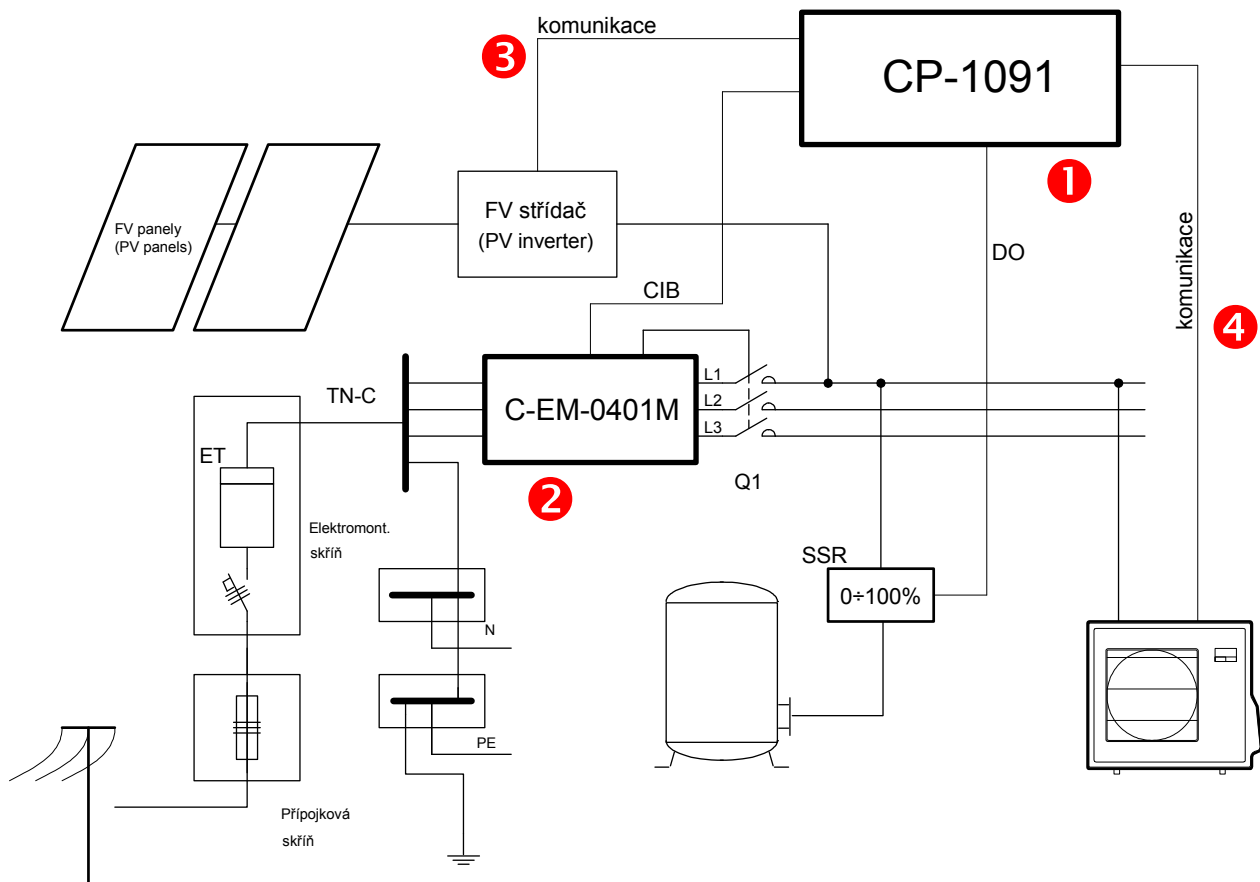 komunikace
3
CP-1091
1
FV panely
(PV panels)
FV střídač
(PV inverter)
DO
komunikace
4
CIB
TN-C
C-EM-0401M
L1
L2
L3
2
Q1
ET
Elektromont.
skříň
SSR
0÷100%
N
PE
Přípojková
skříň